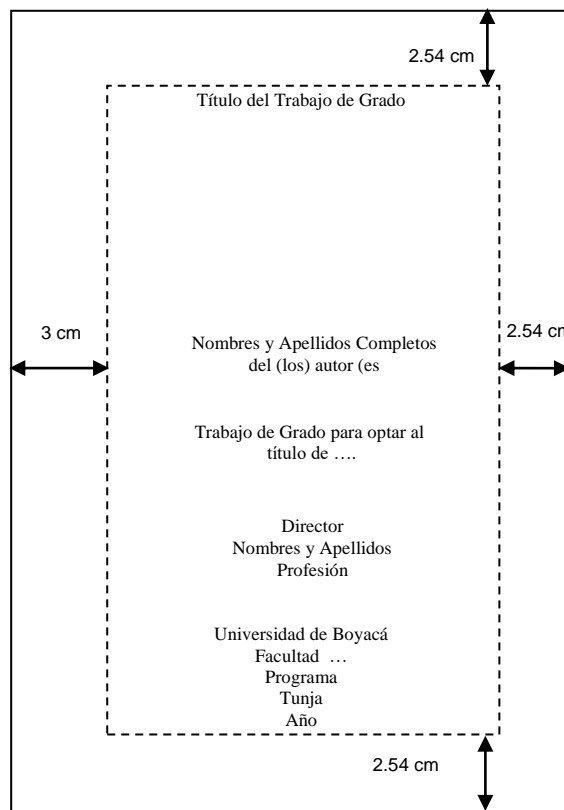 2.54 cm
Título del Trabajo de Grado
3 cm
2.54 cm
Nombres y Apellidos Completos
del (los) autor (es
Trabajo de Grado para optar al
título de ….
Director
Nombres y Apellidos
Profesión
Universidad de Boyacá
Facultad …
Programa
Tunja
Año
2.54 cm